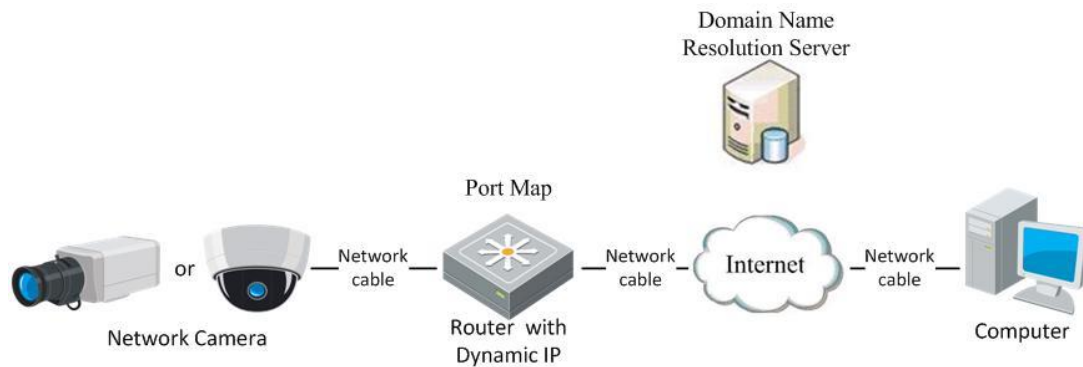 Domain Name
Resolution Server
Port Map
or
Network
cable
Network
cable
Internet
Network
cable
Network Camera
Router with
Dynamic IP
Computer